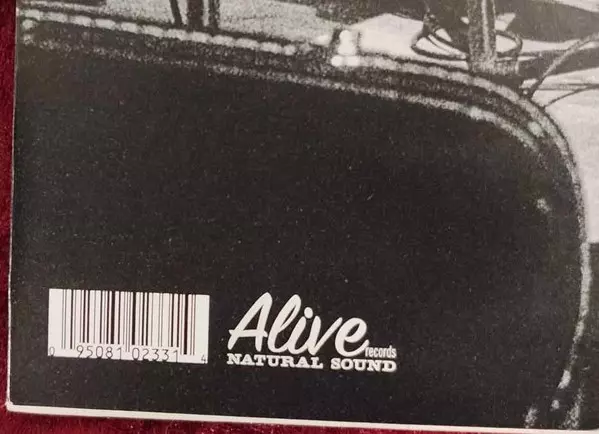 Alive records
NATURAL SOUND
0 95081 02331 4